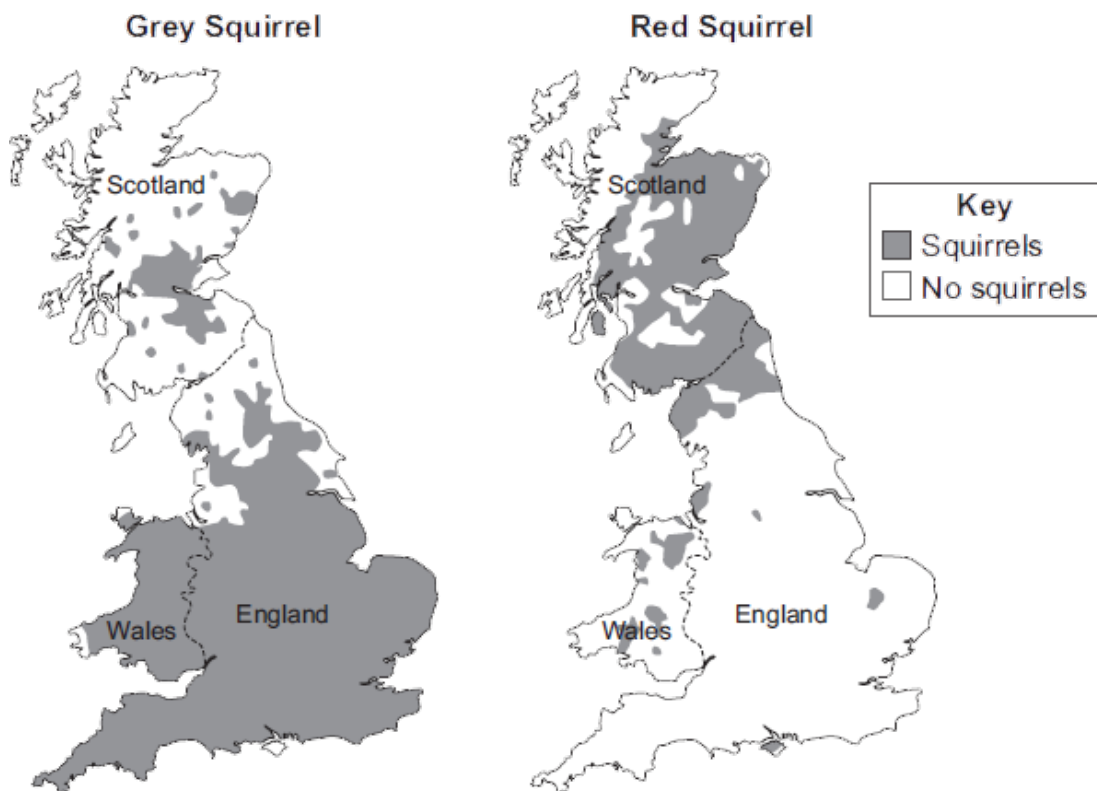 Grey Squirrel
Red Squirrel
Scotland
Scotland
Key
Squirrels
No squirrels
England
Wales
England
Wales